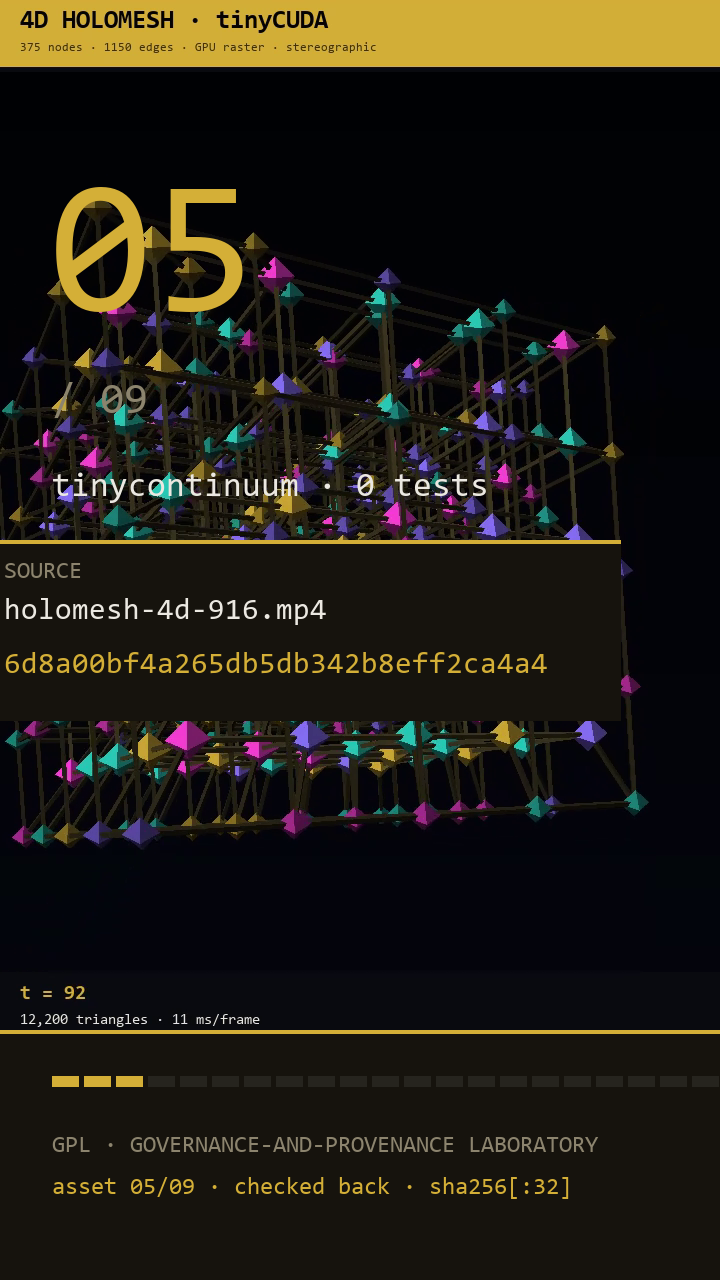 4D HOLOMESH · tinyCUDA
375 nodes · 1150 edges · GPU raster · stereographic
05
/ 09
tinycontinuum · 0 tests
SOURCE
holomesh-4d-916.mp4
6d8a00bf4a265db5db342b8eff2ca4a4
t = 92
12,200 triangles · 11 ms/frame
GPL · GOVERNANCE-AND-PROVENANCE LABORATORY
asset 05/09 · checked back · sha256[:32]